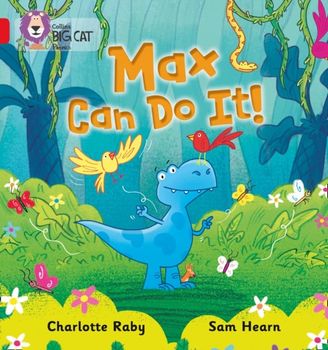 Collins
BIG CAT
Phonics
Max
Can Do It!
Charlotte Raby
Sam Hearn